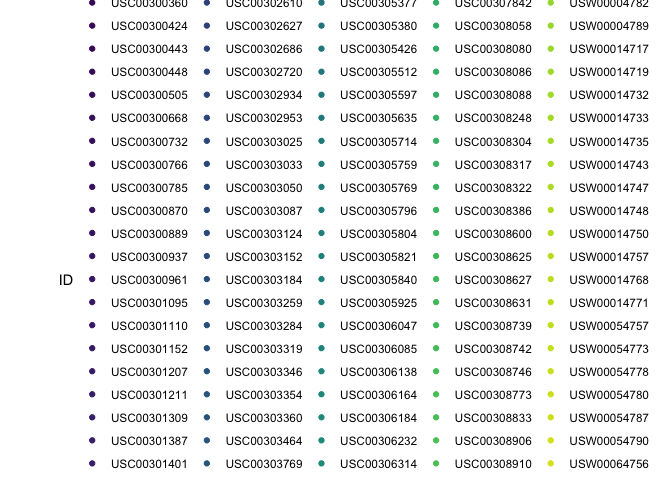 USC00300360 USC00302610 USC00305377 USC00307842 USW00004782
USC00300424 USC00302627 USC00305380 USC00308058 USW00004789
USC00300443 USC00302686 USC00305426 USC00308080 USW00014717
USC00300448 USC00302720 USC00305512 USC00308086 USW00014719
USC00300505 USC00302934 USC00305597 USC00308088 USW00014732
USC00300668 USC00302953 USC00305635 USC00308248 USW00014733
USC00300732 USC00303025 USC00305714 USC00308304 USW00014735
USC00300766 USC00303033 USC00305759 USC00308317 USW00014743
USC00300785 USC00303050 USC00305769 USC00308322 USW00014747
USC00300870 USC00303087 USC00305796 USC00308386 USW00014748
USC00300889 USC00303124 USC00305804 USC00308600 USW00014750
USC00300937 USC00303152 USC00305821 USC00308625 USW00014757
ID USC00300961 USC00303184 USC00305840 USC00308627 USW00014768
USC00301095 USC00303259 USC00305925 USC00308631 USW00014771
USC00301110 USC00303284 USC00306047 USC00308739 USW00054757
USC00301152 USC00303319 USC00306085 USC00308742 USW00054773
USC00301207 USC00303346 USC00306138 USC00308746 USW00054778
USC00301211 USC00303354 USC00306164 USC00308773 USW00054780
USC00301309 USC00303360 USC00306184 USC00308833 USW00054787
USC00301387 USC00303464 USC00306232 USC00308906 USW00054790
USC00301401 USC00303769 USC00306314 USC00308910 USW00064756